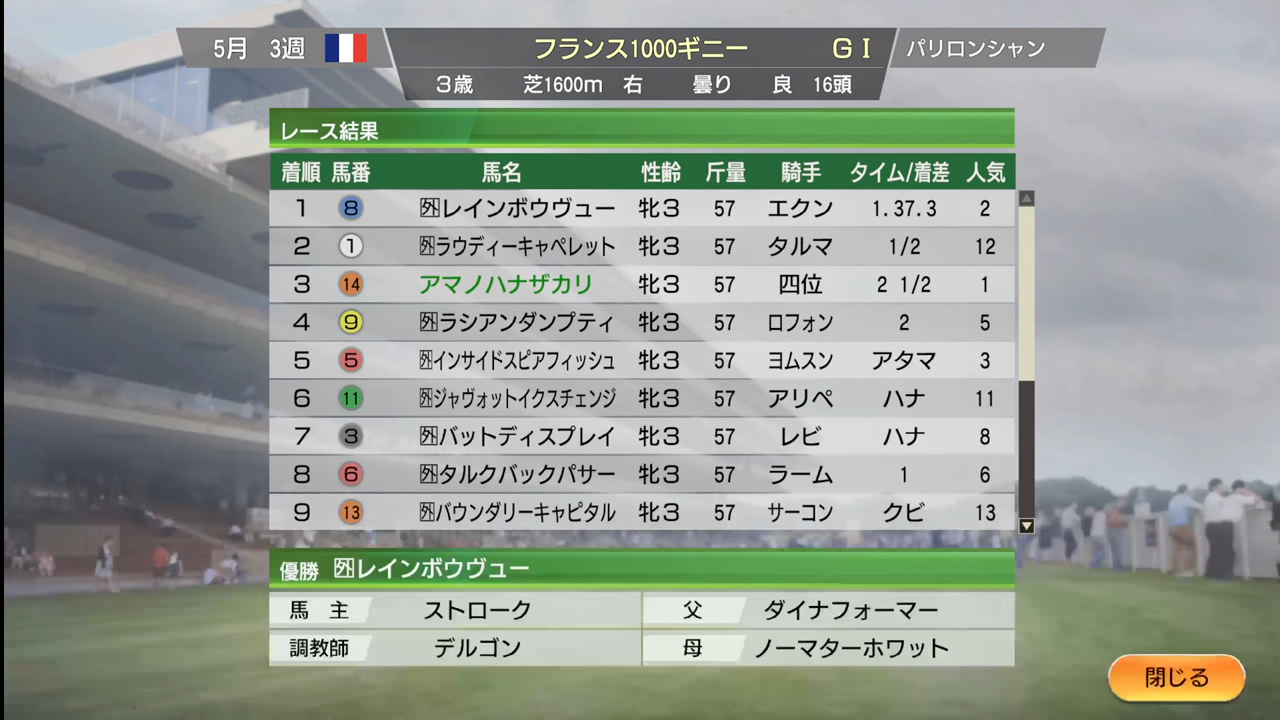 5月 3週 フランス1000ギニー GⅠ パリロンシャン
3歳 芝1600m 右 曇り 良 16頭
レース結果
着順 馬番 馬名 性齢 斤量 騎手 タイム/着差 人気
1 8 外レインボウヴュー 牝3 57 エクン 1.37.3 2
2 1 外ラウディーキャペレット 牝3 57 タルマ 1/2 12
3 14 アマノハナザカリ 牝3 57 四位 2 1/2 1
4 9 外ラシアンダンプティ 牝3 57 ロフォン 2 5
5 5 外インサイドスピアフィッシュ 牝3 57 ヨムスン アタマ 3
6 11 外ジャヴォットイクスチェンジ 牝3 57 アリペ ハナ 11
7 3 外バットディスプレイ 牝3 57 レビ ハナ 8
8 6 外タルクバックパサー 牝3 57 ラーム 1 6
9 13 外バウンダリーキャピタル 牝3 57 サーコン クビ 13
優勝 外レインボウヴュー
馬主 ストローク 父 ダイナフォーマー
調教師 デルゴン 母 ノーマターホワット
閉じる